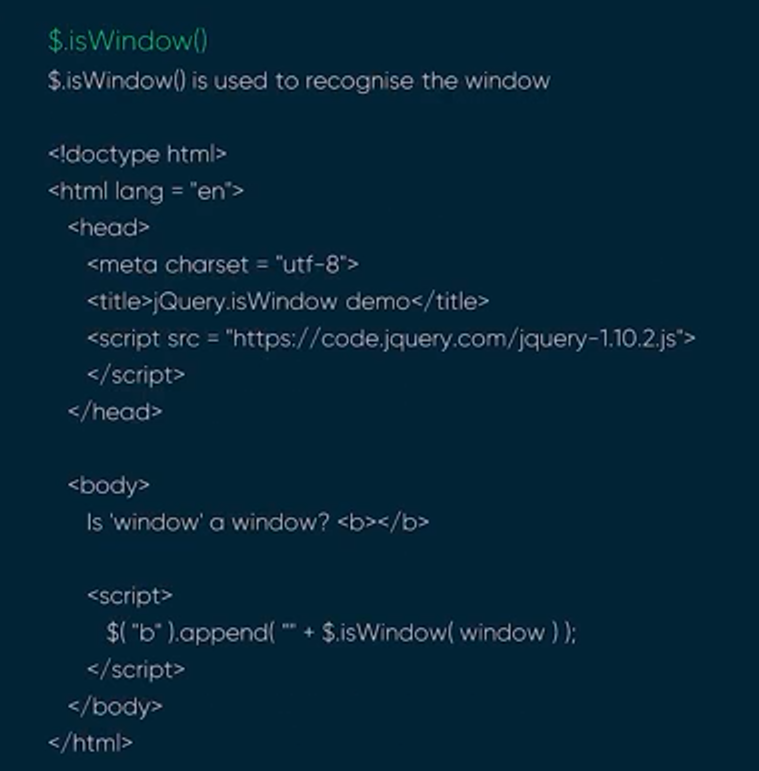 $.isWindow()
$.isWindow() is used to recognise the window
<!doctype html>
<html lang = "en">
<head>
<meta charset = "utf-8">
<title>jQuery.isWindow demo</title>
<script src = "https://code.jquery.com/jquery-1.10.2.js">
</script>
</head>
<body>
Is 'window' a window? <b></b>
<script>
$( "b" ).append( "" + $.isWindow( window ) );
</script>
</body>
</html>